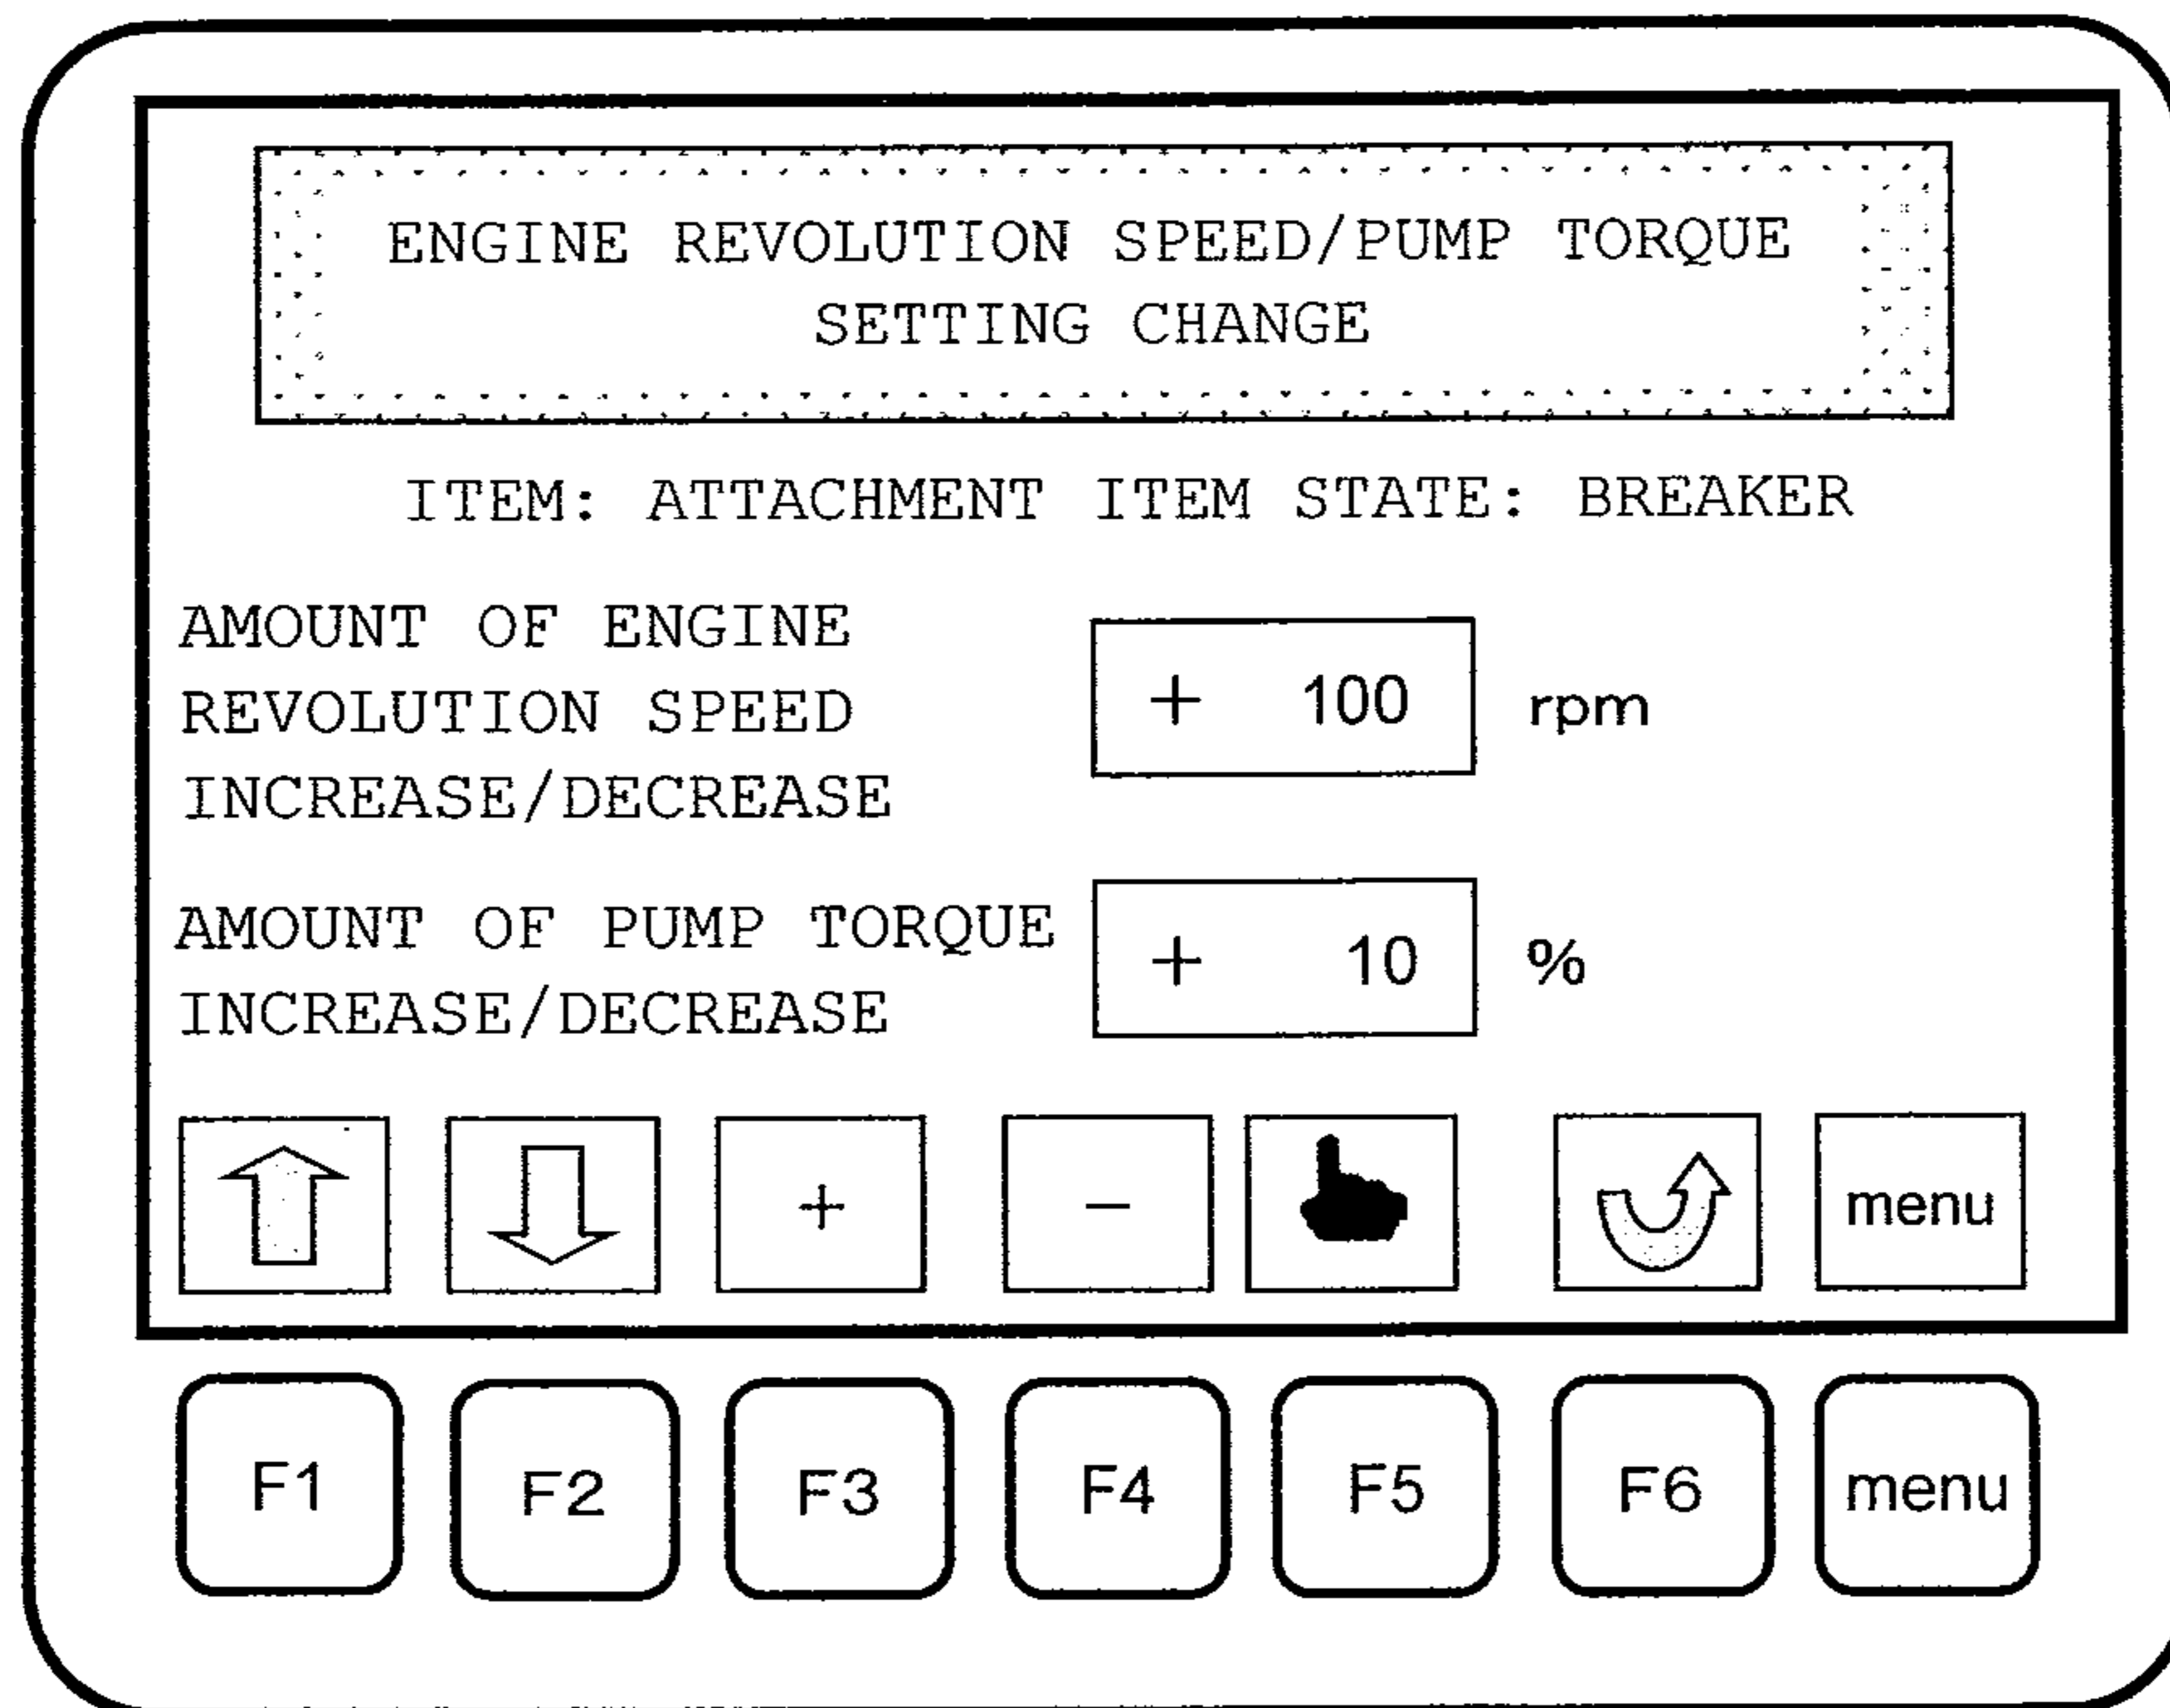 ENGINE REVOLUTION SPEED/PUMP TORQUE
SETTING CHANGE
ITEM: ATTACHMENT ITEM STATE: BREAKER
AMOUNT OF ENGINE
REVOLUTION SPEED
INCREASE/DECREASE
+ 100 rpm
AMOUNT OF PUMP TORQUE
INCREASE/DECREASE
+ 10 %
+ − menu
F1 F2 F3 F4 F5 F6 menu